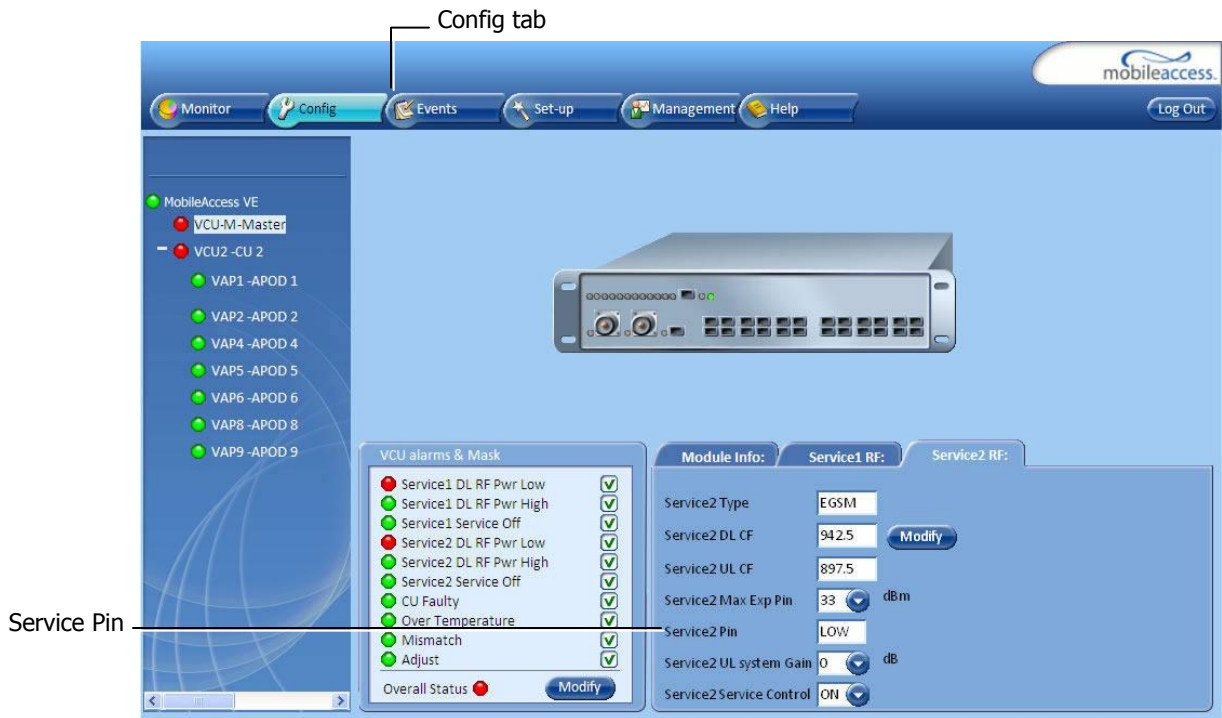 Config tab
mobileaccess.
Monitor Config Events Set-up Management Help Log Out
MobileAccess VE
VCU-M-Master
VCU2 -CU 2
VAP1 -APOD 1
VAP2 -APOD 2
VAP4 -APOD 4
VAP5 -APOD 5
VAP6 -APOD 6
VAP8 -APOD 8
VAP9 -APOD 9
VCU alarms & Mask
Service1 DL RF Pwr Low
Service1 DL RF Pwr High
Service1 Service Off
Service2 DL RF Pwr Low
Service2 DL RF Pwr High
Service2 Service Off
CU Faulty
Over Temperature
Mismatch
Adjust
Overall Status Modify
Module Info: Service1 RF: Service2 RF:
Service2 Type EGSM
Service2 DL CF 942.5 Modify
Service2 UL CF 897.5
Service2 Max Exp Pin 33 dBm
Service2 Pin LOW
Service2 UL system Gain 0 dB
Service2 Service Control ON
Service Pin